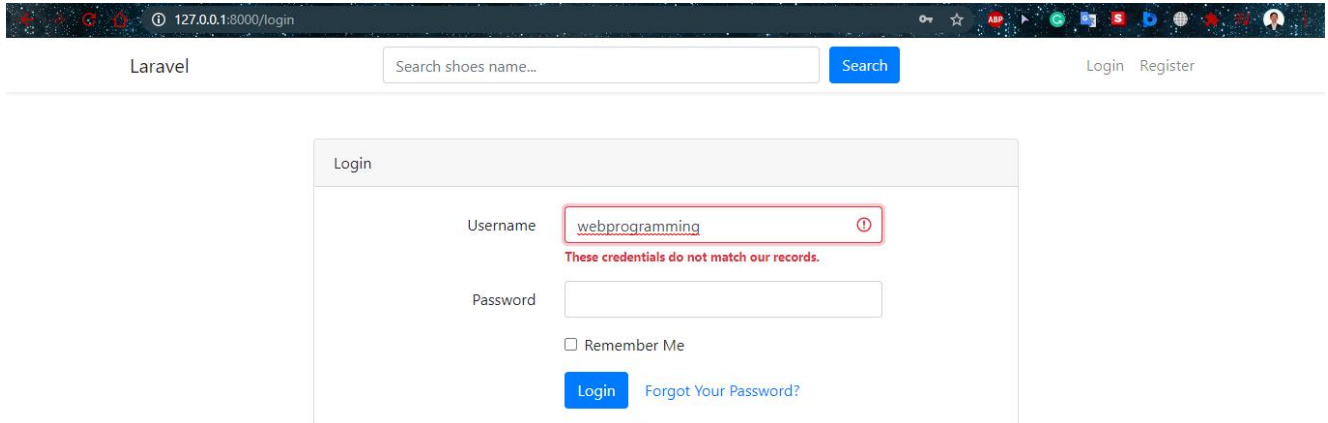 127.0.0.1:8000/login
ABP
Laravel
Search shoes name...
Search
Login Register
Login
Username
webprogramming
These credentials do not match our records.
Password
Remember Me
Login
Forgot Your Password?